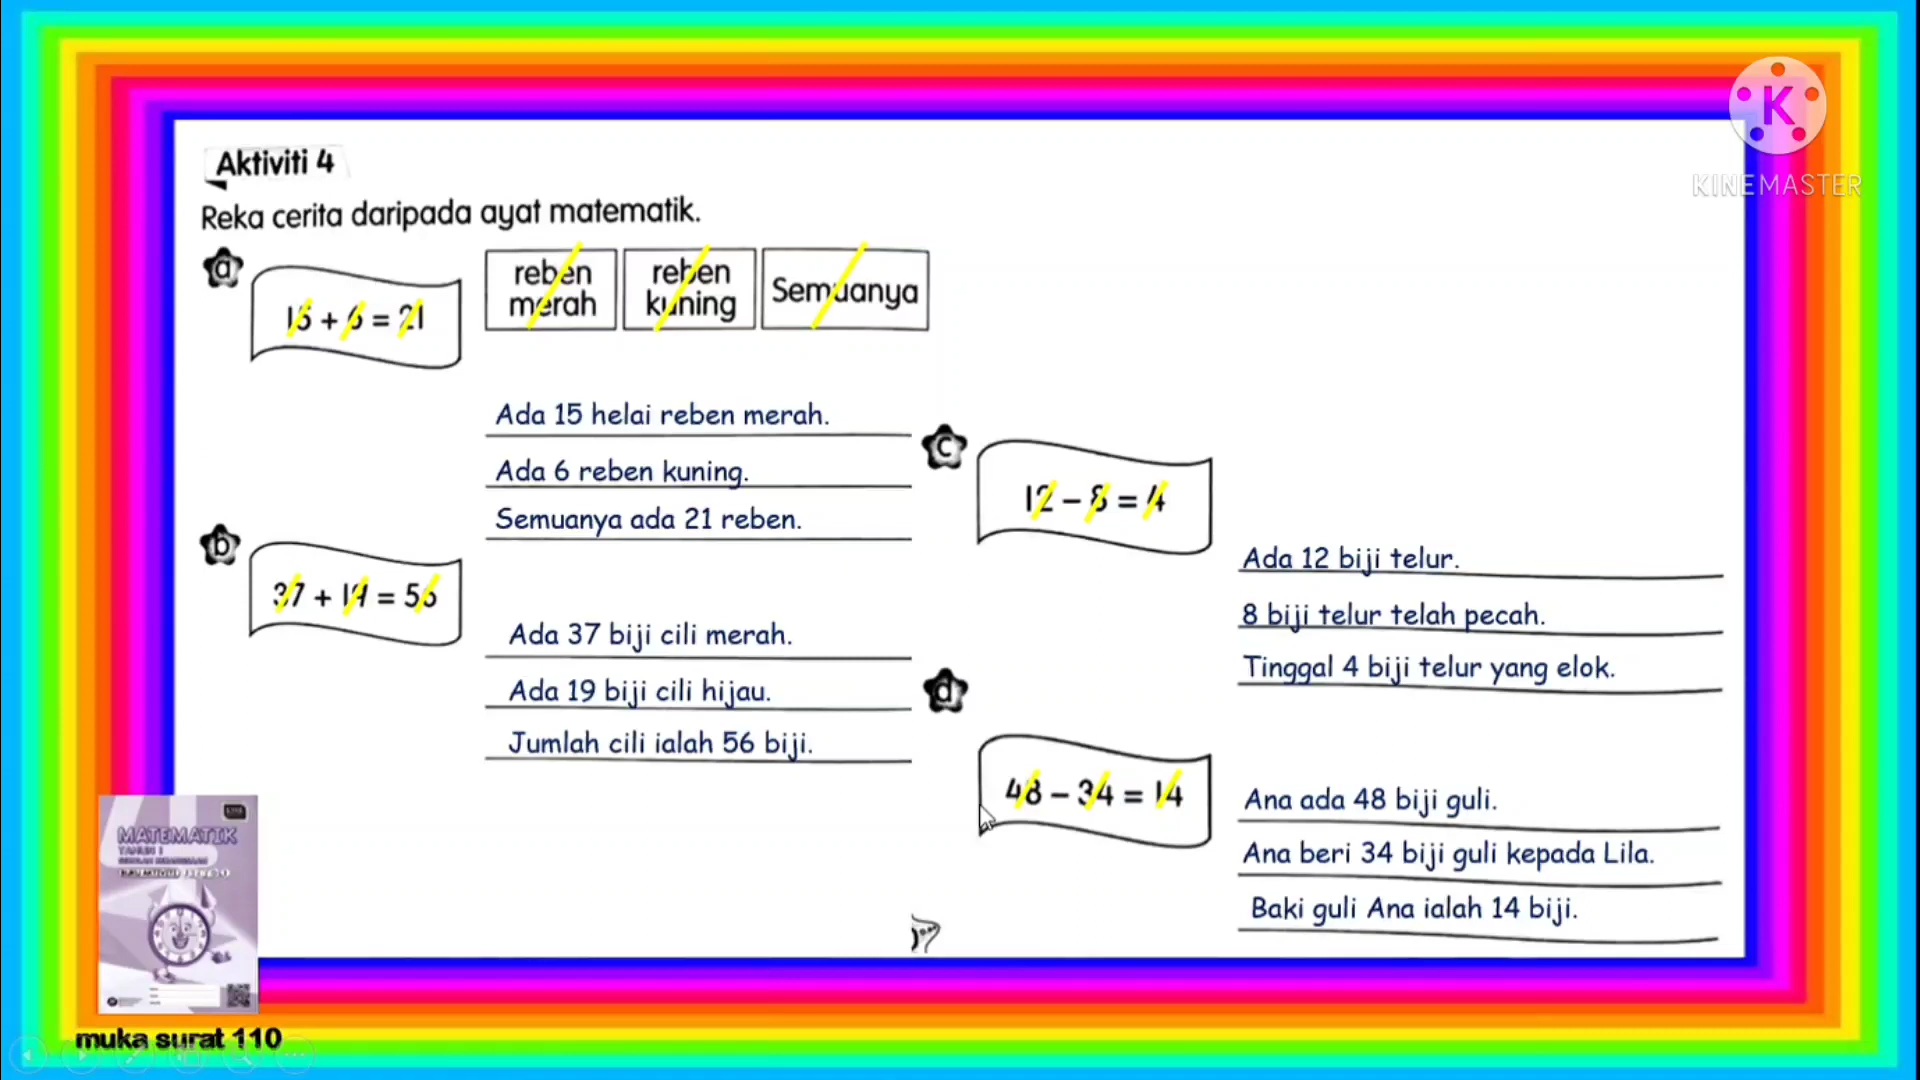 Aktiviti 4
Reka cerita daripada ayat matematik.
a
15 + 6 = 21
reben merah
reben kuning
Semuanya
Ada 15 helai reben merah.
Ada 6 reben kuning.
Semuanya ada 21 reben.
b
37 + 19 = 56
Ada 37 biji cili merah.
Ada 19 biji cili hijau.
Jumlah cili ialah 56 biji.
c
12 – 8 = 4
Ada 12 biji telur.
8 biji telur telah pecah.
Tinggal 4 biji telur yang elok.
d
48 – 34 = 14
Ana ada 48 biji guli.
Ana beri 34 biji guli kepada Lila.
Baki guli Ana ialah 14 biji.
K
KINEMASTER
MATEMATIK
TAHUN 1
muka surat 110